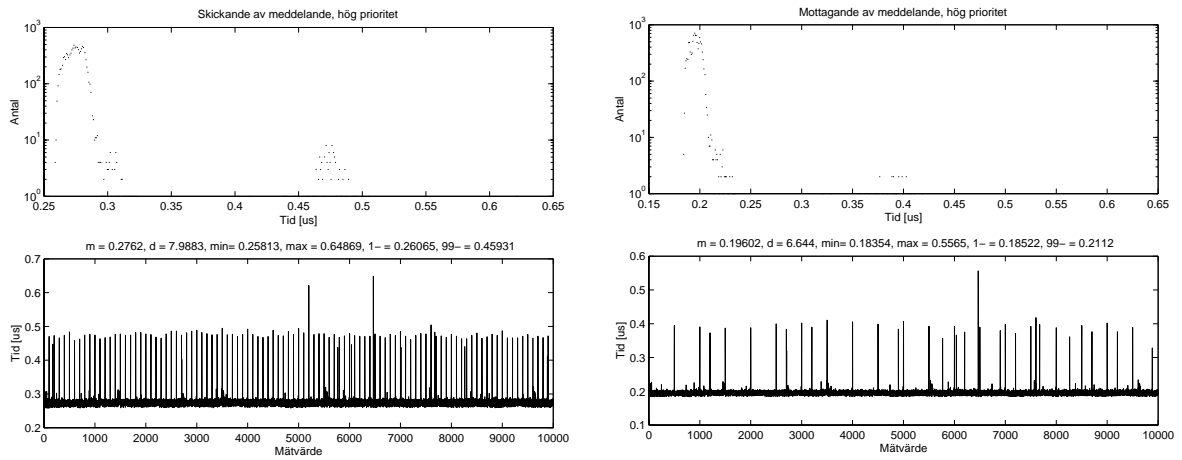 Skickande av meddelande, hög prioritet
10^3
10^2
10^1
10^0
Antal
0.25 0.3 0.35 0.4 0.45 0.5 0.55 0.6 0.65
Tid [us]
m = 0.2762, d = 7.9883, min= 0.25813, max = 0.64869, 1− = 0.26065, 99− = 0.45931
0.7
0.6
0.5
0.4
0.3
0.2
Tid [us]
0 1000 2000 3000 4000 5000 6000 7000 8000 9000 10000
Mätvärde
Mottagande av meddelande, hög prioritet
10^3
10^2
10^1
10^0
Antal
0.15 0.2 0.25 0.3 0.35 0.4 0.45 0.5 0.55 0.6 0.65
Tid [us]
m = 0.19602, d = 6.644, min= 0.18354, max = 0.5565, 1− = 0.18522, 99− = 0.2112
0.6
0.5
0.4
0.3
0.2
0.1
Tid [us]
0 1000 2000 3000 4000 5000 6000 7000 8000 9000 10000
Mätvärde